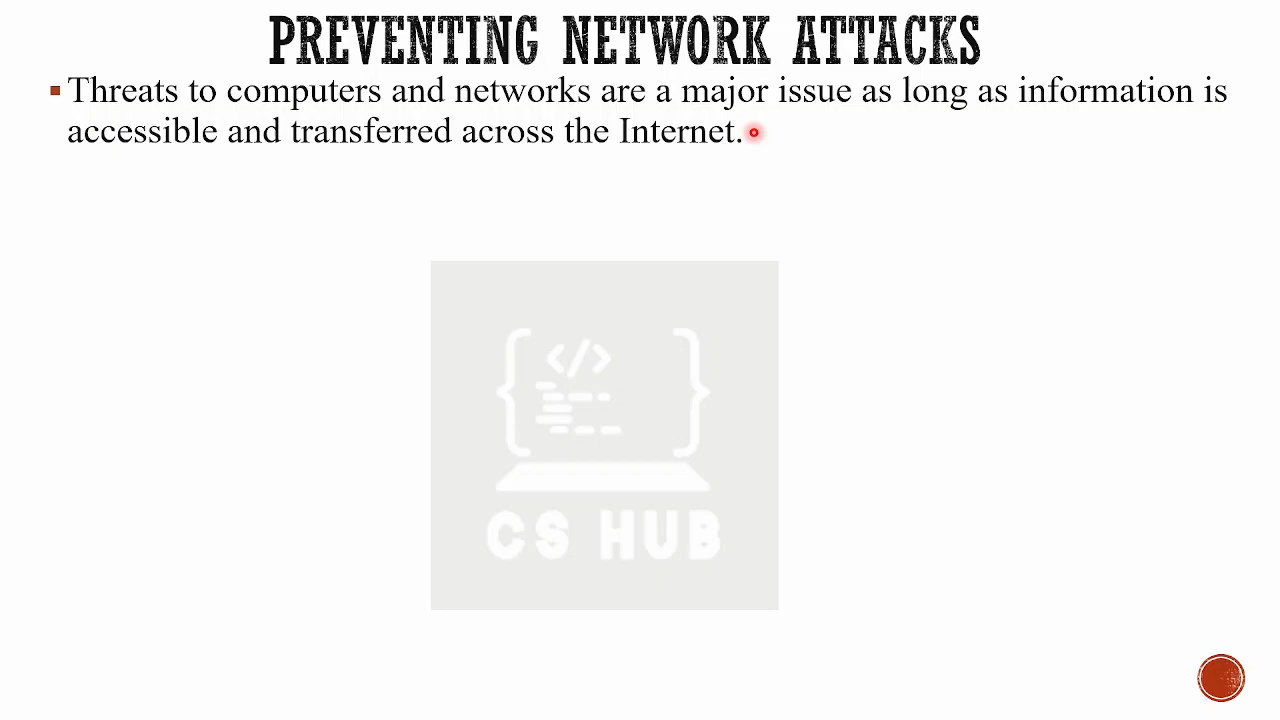 PREVENTING NETWORK ATTACKS
Threats to computers and networks are a major issue as long as information is
accessible and transferred across the Internet.
</>
CS HUB